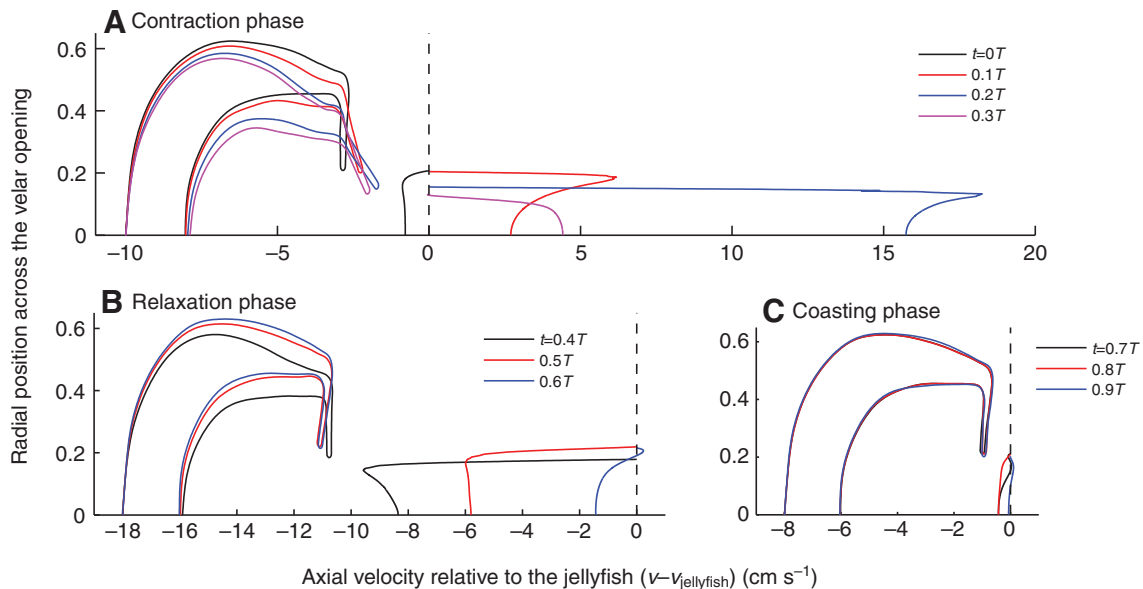 A Contraction phase
Radial position across the velar opening
0.6
0.4
0.2
0
−10
−5
0
5
10
15
20
t=0T
0.1T
0.2T
0.3T
B Relaxation phase
0.6
0.4
0.2
0
−18
−16
−14
−12
−10
−8
−6
−4
−2
0
t=0.4T
0.5T
0.6T
C Coasting phase
0.6
0.4
0.2
0
−8
−6
−4
−2
0
t=0.7T
0.8T
0.9T
Axial velocity relative to the jellyfish (v–vjellyfish) (cm s−1)